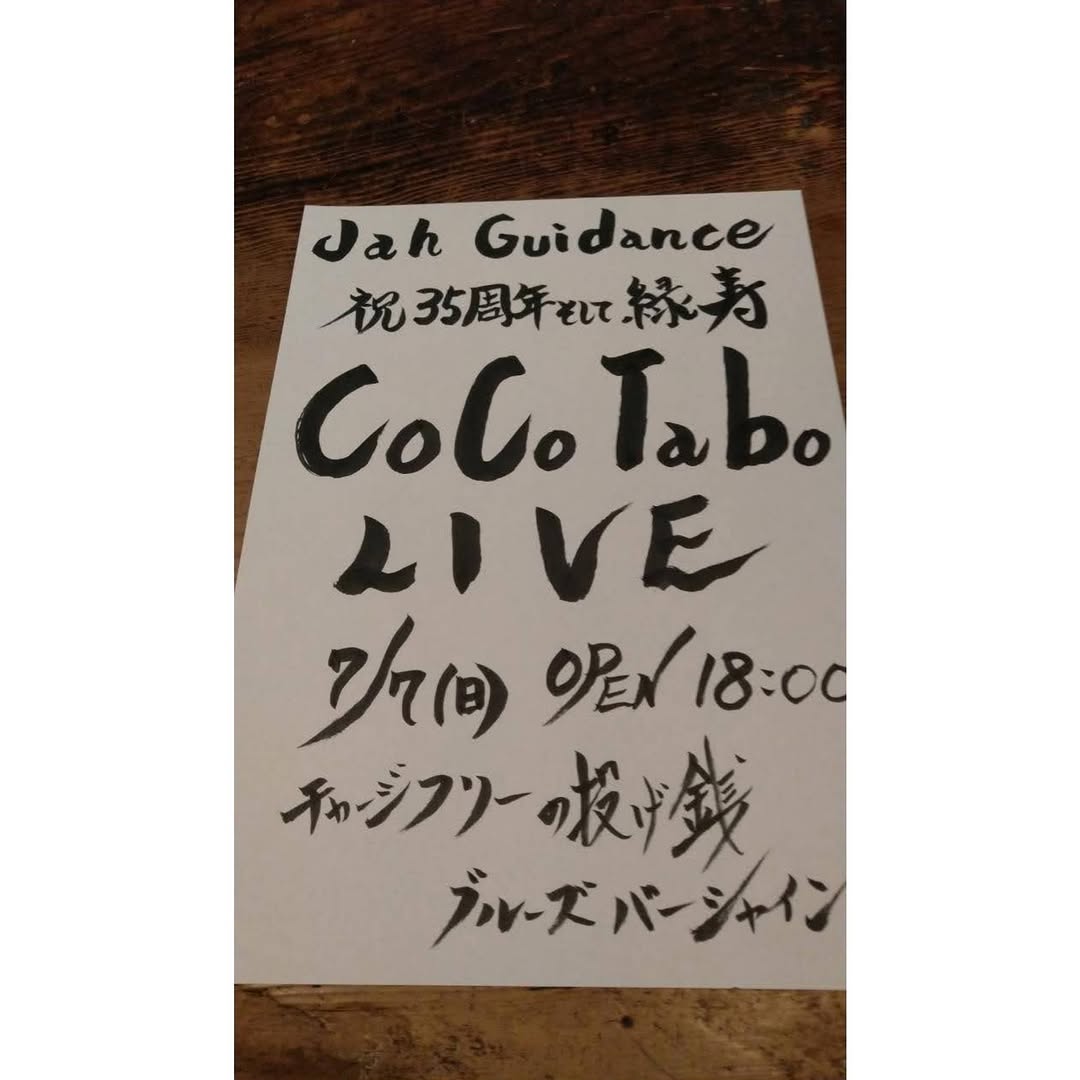 Jah Guidance
祝35周年そして緑寿
CoCo Tabo
LIVE
7/7(日) OPEN 18:00
チャージフリーの投げ銭
ブルーズバーシャイン